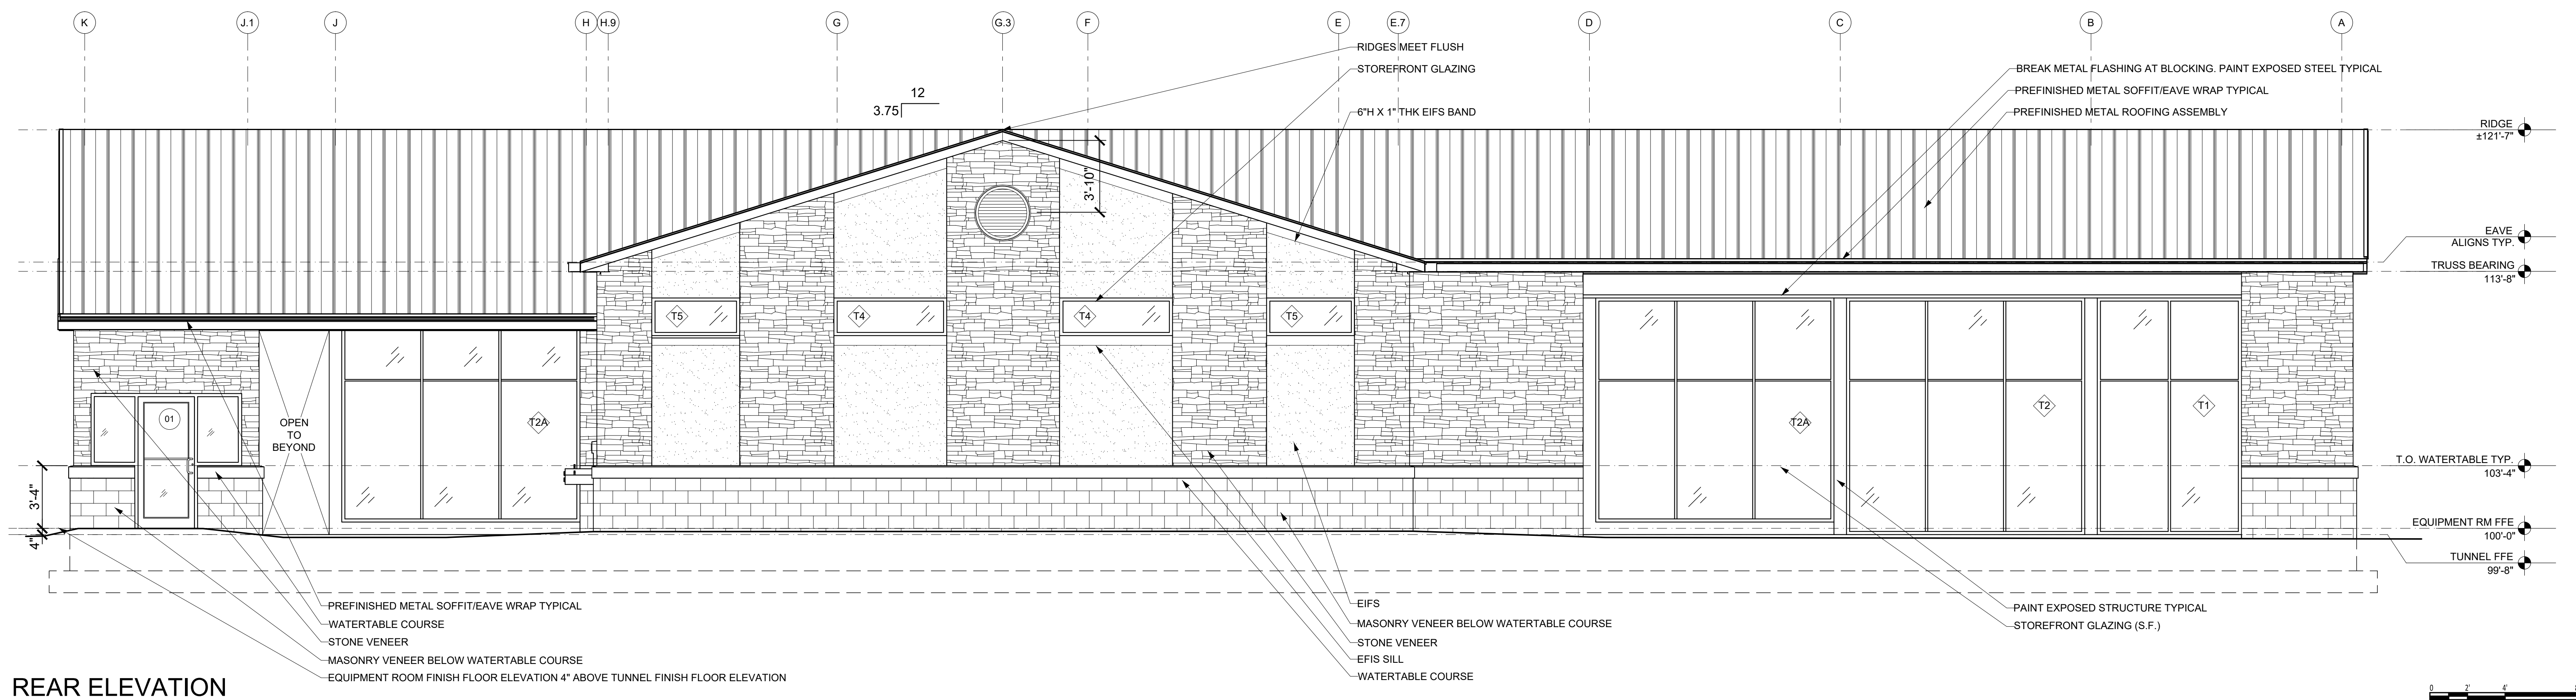 K J.1 J H H.9 G G.3 F E E.7 D C B A
RIDGES MEET FLUSH
STOREFRONT GLAZING
6"H X 1" THK EIFS BAND
12
3.75
BREAK METAL FLASHING AT BLOCKING. PAINT EXPOSED STEEL TYPICAL
PREFINISHED METAL SOFFIT/EAVE WRAP TYPICAL
PREFINISHED METAL ROOFING ASSEMBLY
RIDGE
±121'-7"
3'-10"
EAVE
ALIGNS TYP.
TRUSS BEARING
113'-8"
T5 T4 T4 T5
01
OPEN
TO
BEYOND
T2A
T2A
T2
T1
T.O. WATERTABLE TYP.
103'-4"
3'-4"
4"
EQUIPMENT RM FFE
100'-0"
TUNNEL FFE
99'-8"
PREFINISHED METAL SOFFIT/EAVE WRAP TYPICAL
WATERTABLE COURSE
STONE VENEER
MASONRY VENEER BELOW WATERTABLE COURSE
EQUIPMENT ROOM FINISH FLOOR ELEVATION 4" ABOVE TUNNEL FINISH FLOOR ELEVATION
EIFS
MASONRY VENEER BELOW WATERTABLE COURSE
STONE VENEER
EFIS SILL
WATERTABLE COURSE
PAINT EXPOSED STRUCTURE TYPICAL
STOREFRONT GLAZING (S.F.)
REAR ELEVATION
0 2' 4'